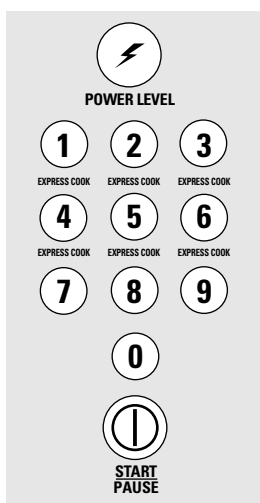 POWER LEVEL
1 2 3
EXPRESS COOK EXPRESS COOK EXPRESS COOK
4 5 6
EXPRESS COOK EXPRESS COOK EXPRESS COOK
7 8 9
0
START
PAUSE